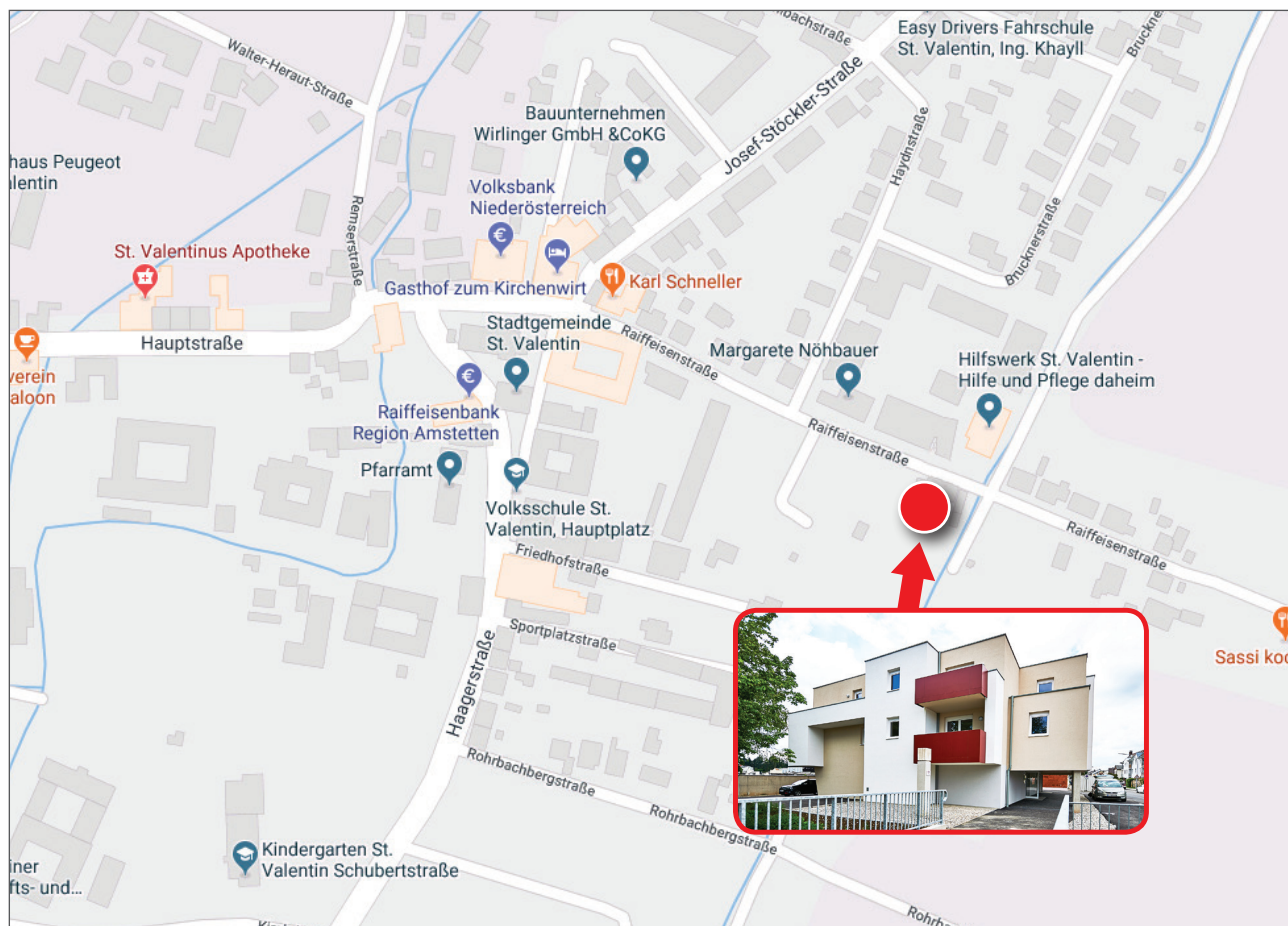 Easy Drivers Fahrschule
St. Valentin, Ing. Khayll
Walter-Heraut-Straße
Bauunternehmen
Wirlinger GmbH &CoKG
Josef-Stöckler-Straße
Haydnstraße
haus Peugeot
alentin
Volksbank
Niederösterreich
Remserstraße
Brucknerstraße
St. Valentinus Apotheke
Gasthof zum Kirchenwirt
Karl Schneller
Hauptstraße
Stadtgemeinde
St. Valentin
Raiffeisenstraße
Margarete Nöhbauer
Hilfswerk St. Valentin -
Hilfe und Pflege daheim
verein
aloon
Raiffeisenbank
Region Amstetten
Raiffeisenstraße
Pfarramt
Volksschule St.
Valentin, Hauptplatz
Raiffeisenstraße
Friedhofstraße
Sportplatzstraße
Haagerstraße
Sassi koc
Rohrbachbergstraße
Rohrbachbergstraße
Kindergarten St.
Valentin Schubertstraße
iner
fts- und...
Rohrb